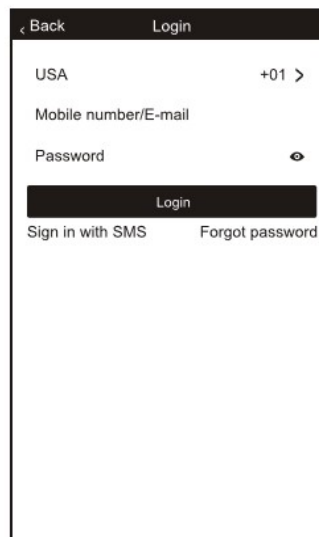 ‹ Back Login
USA +01 >
Mobile number/E-mail
Password
Login
Sign in with SMS Forgot password